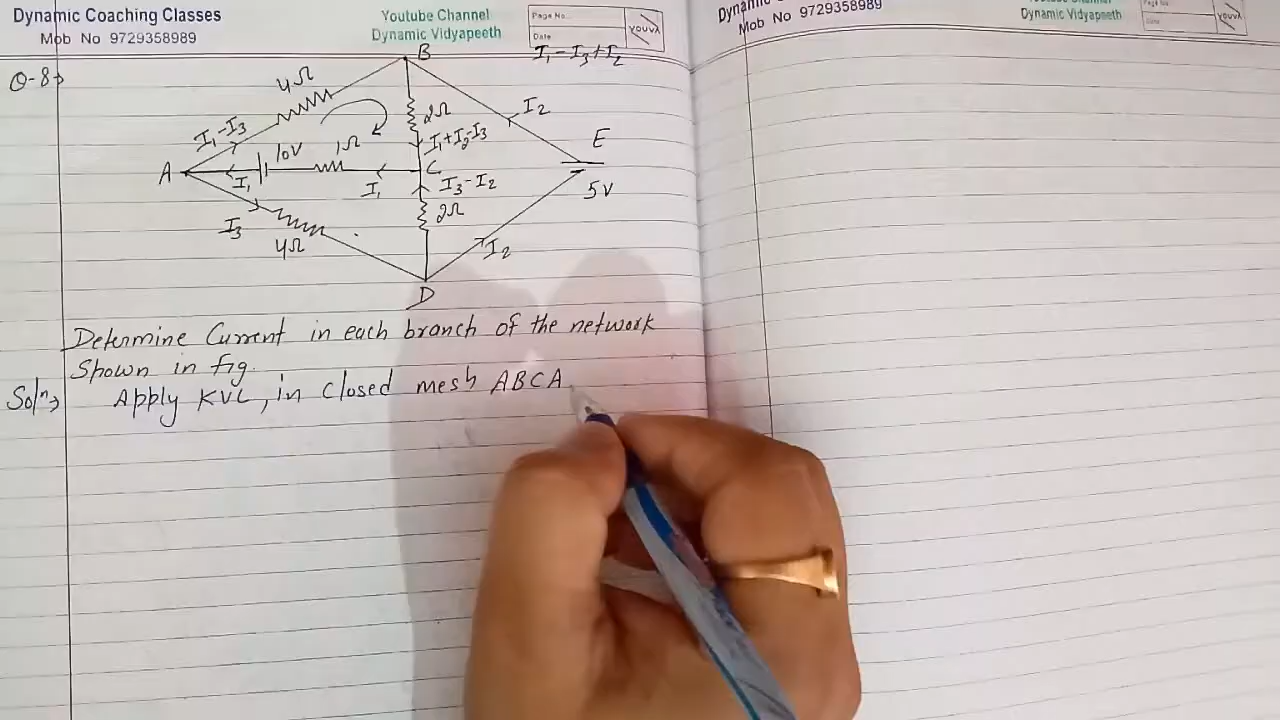 Dynamic Coaching Classes
Mob No 9729358989
Youtube Channel
Dynamic Vidyapeeth
Page No..
Date
YOUVA
Dynamic
Mob No 9729358989
Dynamic Vidyapeeth
YOUVA
Q-8
B
I₁-I₃+I₂
4Ω
2Ω
I₂
I₁-I₃
10V
1Ω
I₁+I₂-I₃
E
A
I₁
I₁
C
I₃-I₂
5V
I₃
4Ω
2Ω
I₂
D
Determine Current in each branch of the network
Shown in fig.
Solⁿ Apply KVL, in closed mesh ABCA